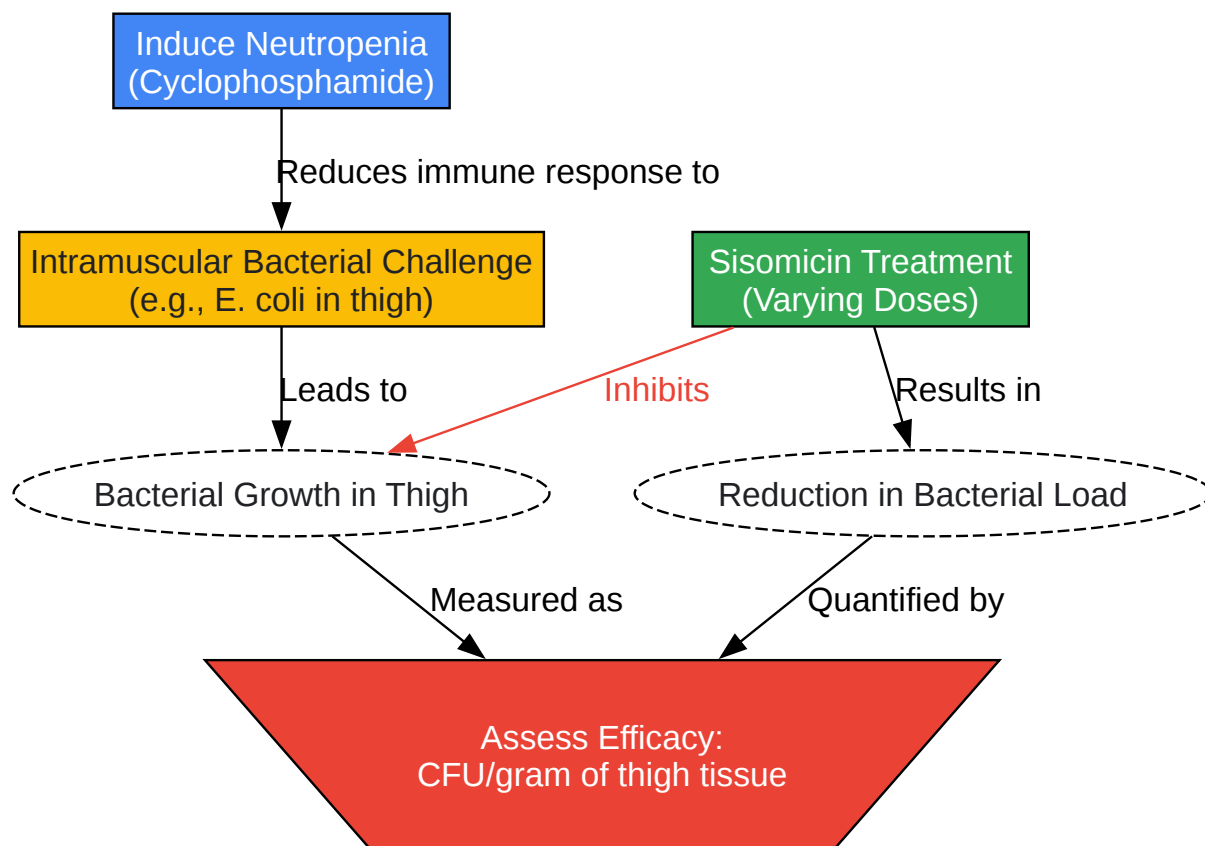 Induce Neutropenia
(Cyclophosphamide)
Reduces immune response to
Intramuscular Bacterial Challenge
(e.g., E. coli in thigh)
Sisomicin Treatment
(Varying Doses)
Leads to
Inhibits
Results in
Bacterial Growth in Thigh
Reduction in Bacterial Load
Measured as
Quantified by
Assess Efficacy:
CFU/gram of thigh tissue